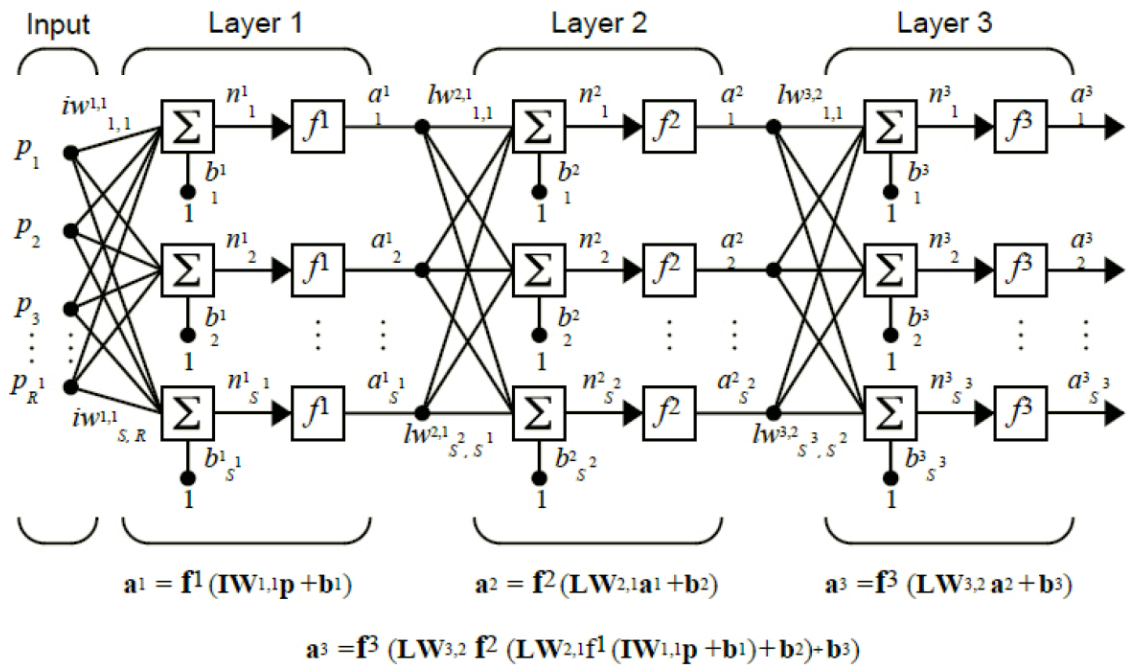 Input Layer 1 Layer 2 Layer 3
iw1,1 1,1 n1 1 a1 1 lw2,1 1,1 n2 1 a2 1 lw3,2 1,1 n3 1 a3 1
p1 Σ f1 Σ f2 Σ f3
b1 1 b2 1 b3 1
1 1 1
p2 n1 2 a1 2 n2 2 a2 2 n3 2 a3 2
Σ f1 Σ f2 Σ f3
p3 b1 2 b2 2 b3 2
⋮ ⋮ ⋮ ⋮ ⋮ ⋮ ⋮ ⋮
1 1 1
pR1 n1 S1 a1 S1 n2 S2 a2 S2 n3 S3 a3 S3
iw1,1 S, R Σ f1 lw2,1 S2, S1 Σ f2 lw3,2 S3, S2 Σ f3
b1 S1 b2 S2 b3 S3
1 1 1
a1 = f1 (IW1,1p +b1) a2 = f2 (LW2,1a1 +b2) a3 = f3 (LW3,2 a2 +b3)
a3 =f3 (LW3,2 f2 (LW2,1f1 (IW1,1p +b1)+b2)+b3)